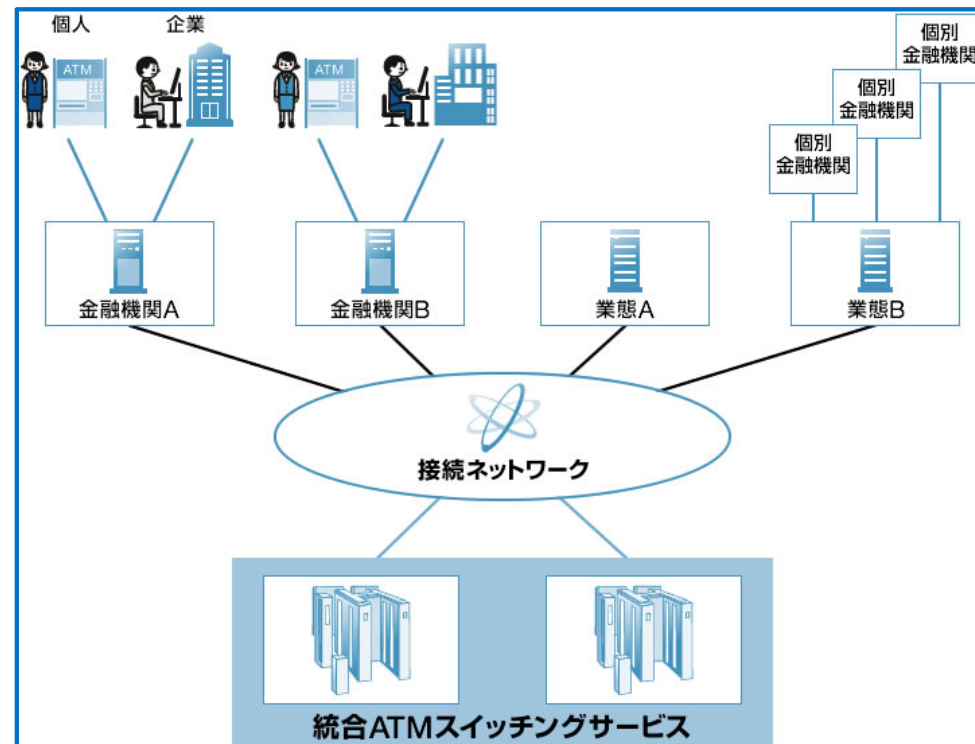 個人
企業
ATM
ATM
個別
金融機関
個別
金融機関
個別
金融機関
金融機関A
金融機関B
業態A
業態B
接続ネットワーク
統合ATMスイッチングサービス